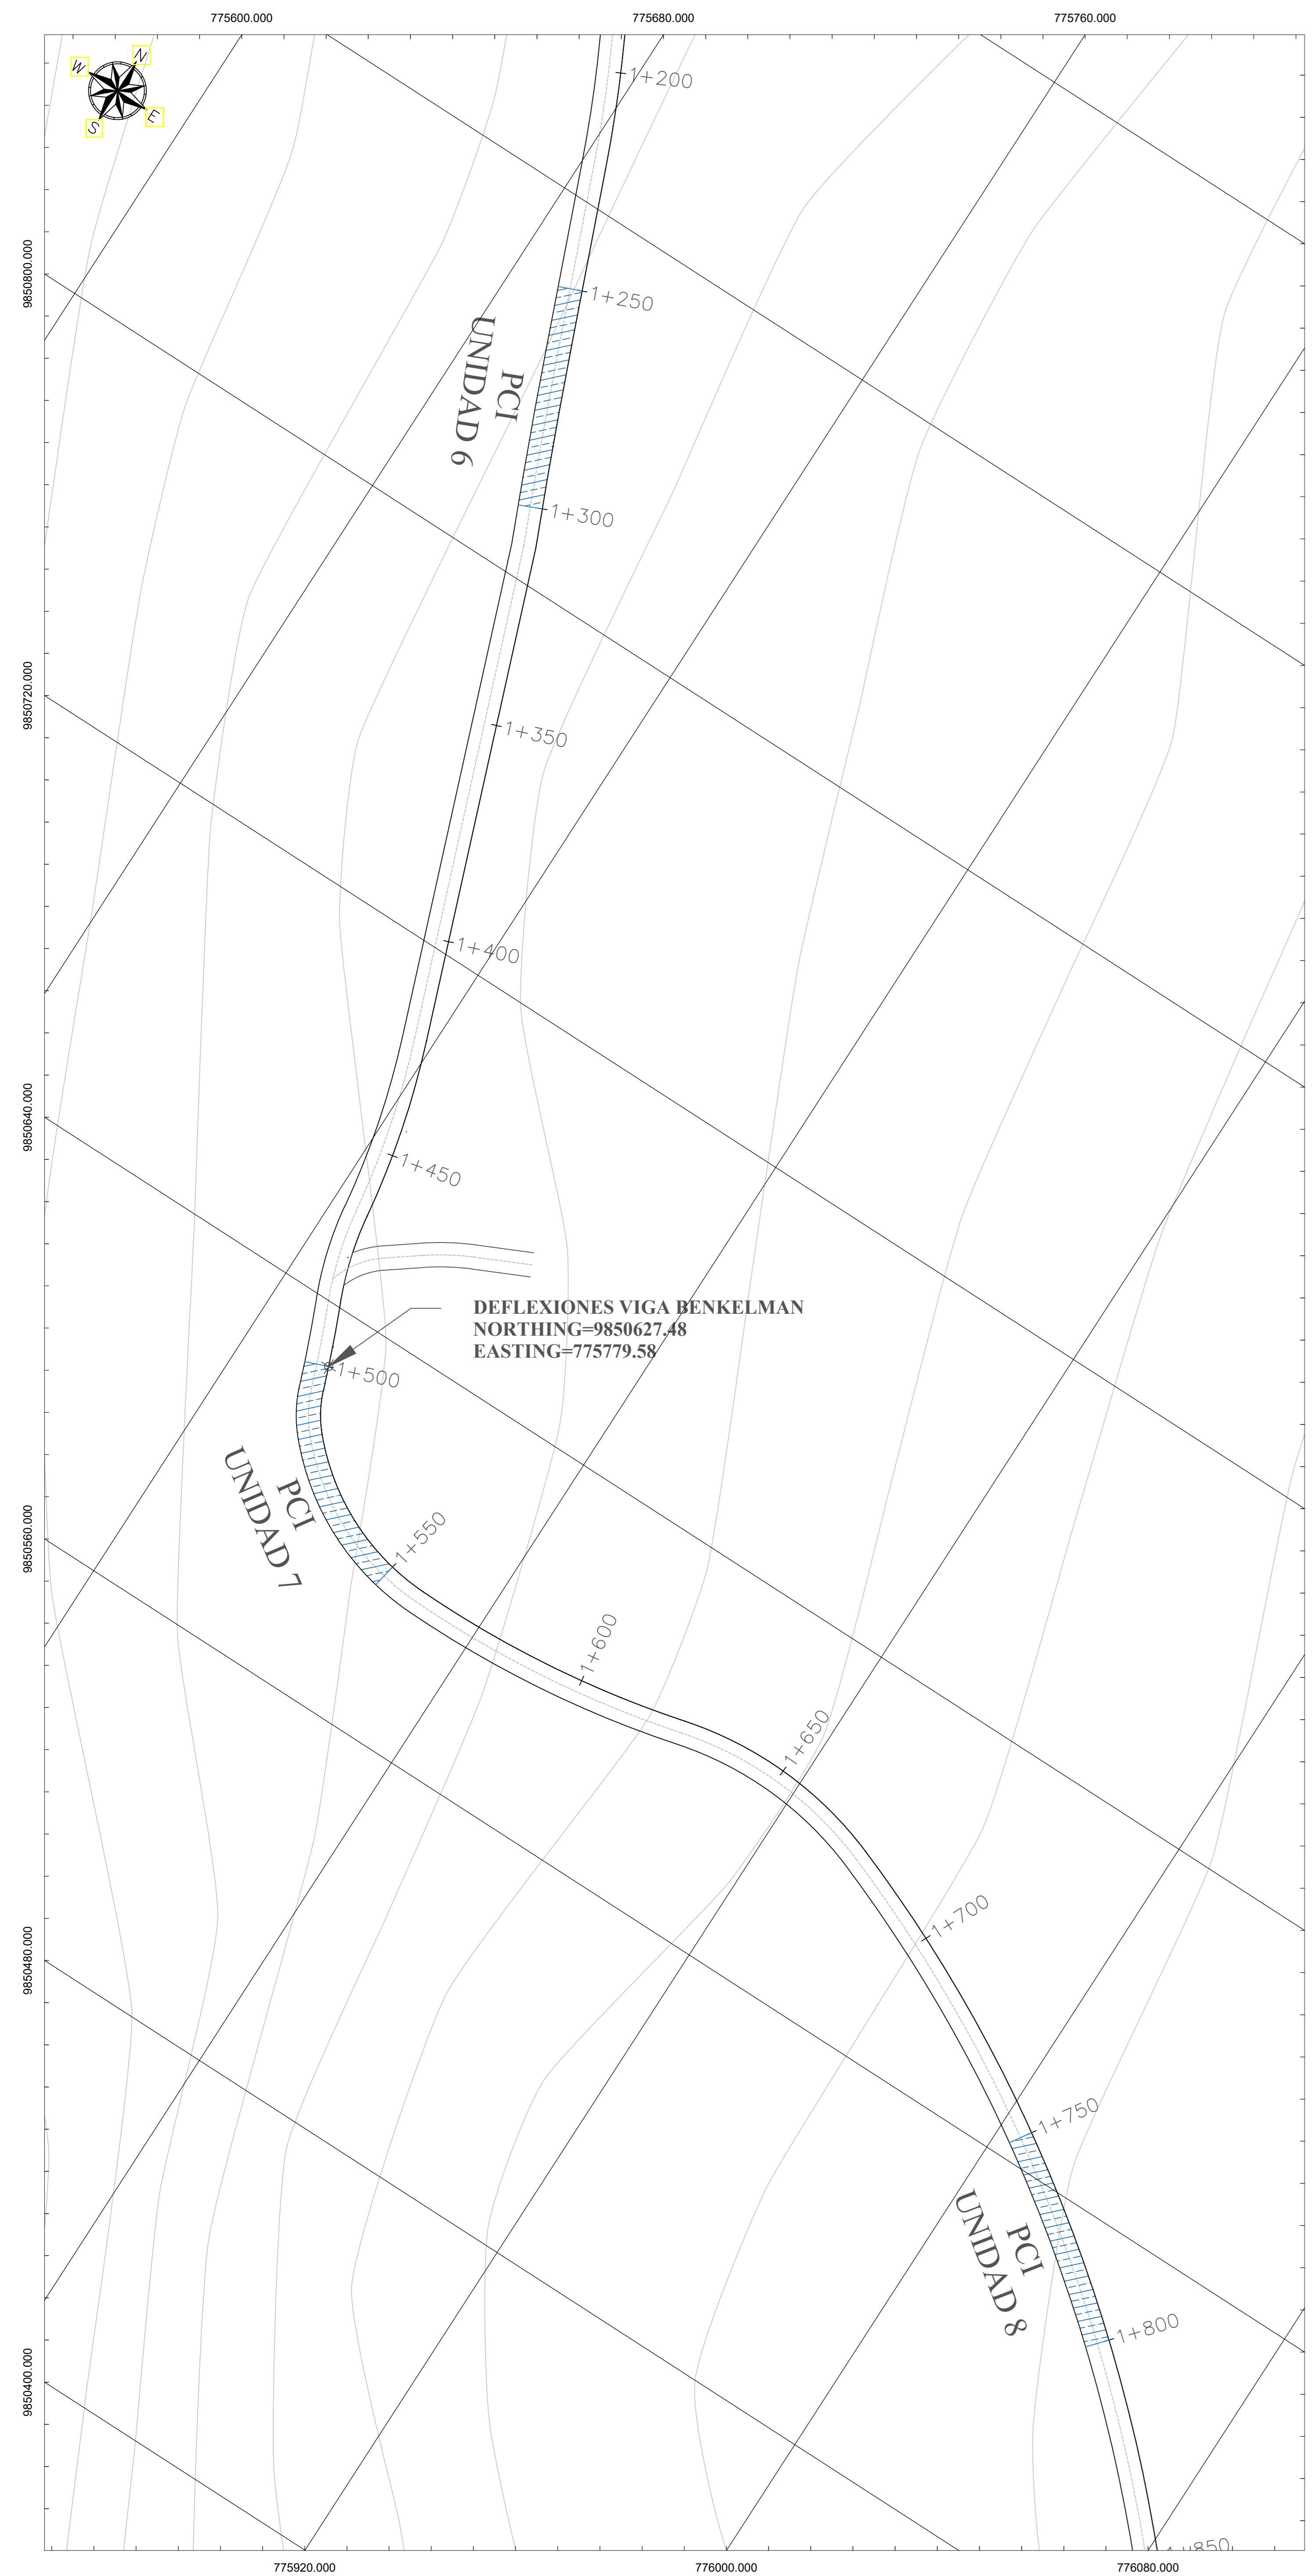 775600.000
775680.000
775760.000
N
W
E
S
1+200
9850800.000
1+250
PCI
UNIDAD 6
1+300
9850720.000
1+350
1+400
9850640.000
1+450
DEFLEXIONES VIGA BENKELMAN
NORTHING=9850627.48
EASTING=775779.58
1+500
PCI
UNIDAD 7
9850560.000
1+550
1+600
1+650
1+700
9850480.000
1+750
PCI
UNIDAD 8
1+800
9850400.000
1+850
775920.000
776000.000
776080.000